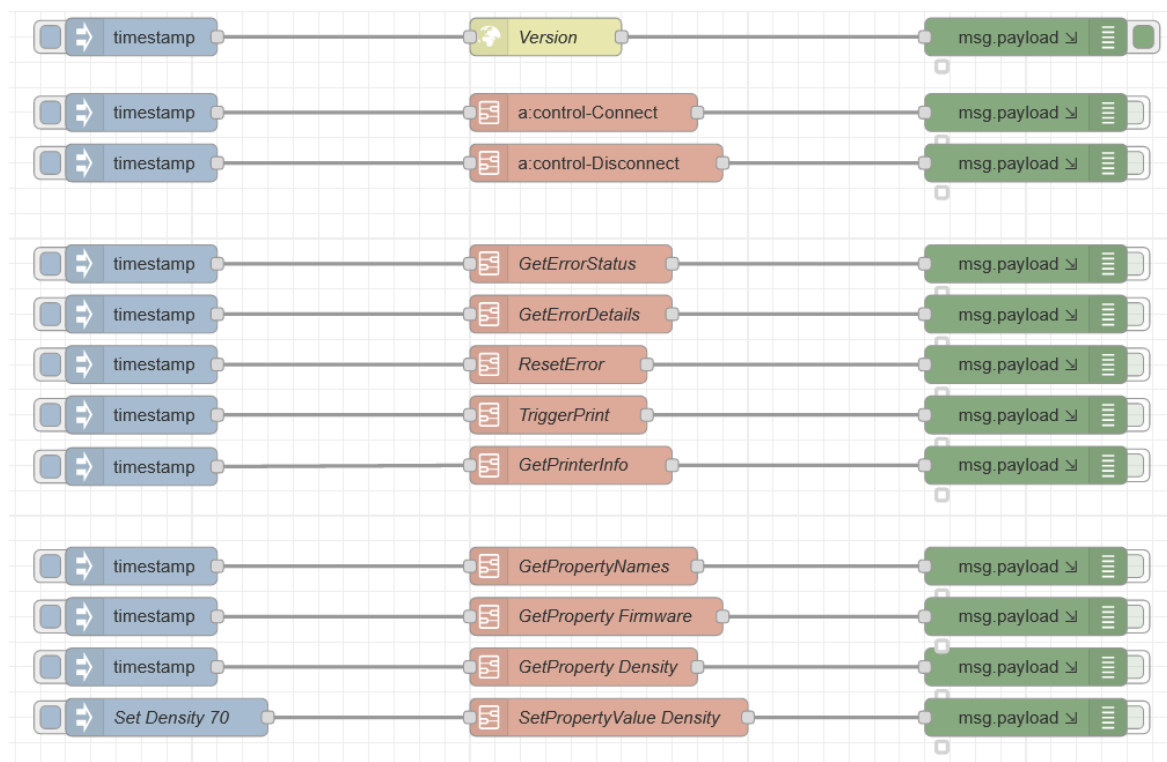 timestamp Version msg.payload
timestamp a:control-Connect msg.payload
timestamp a:control-Disconnect msg.payload
timestamp GetErrorStatus msg.payload
timestamp GetErrorDetails msg.payload
timestamp ResetError msg.payload
timestamp TriggerPrint msg.payload
timestamp GetPrinterInfo msg.payload
timestamp GetPropertyNames msg.payload
timestamp GetProperty Firmware msg.payload
timestamp GetProperty Density msg.payload
Set Density 70 SetPropertyValue Density msg.payload